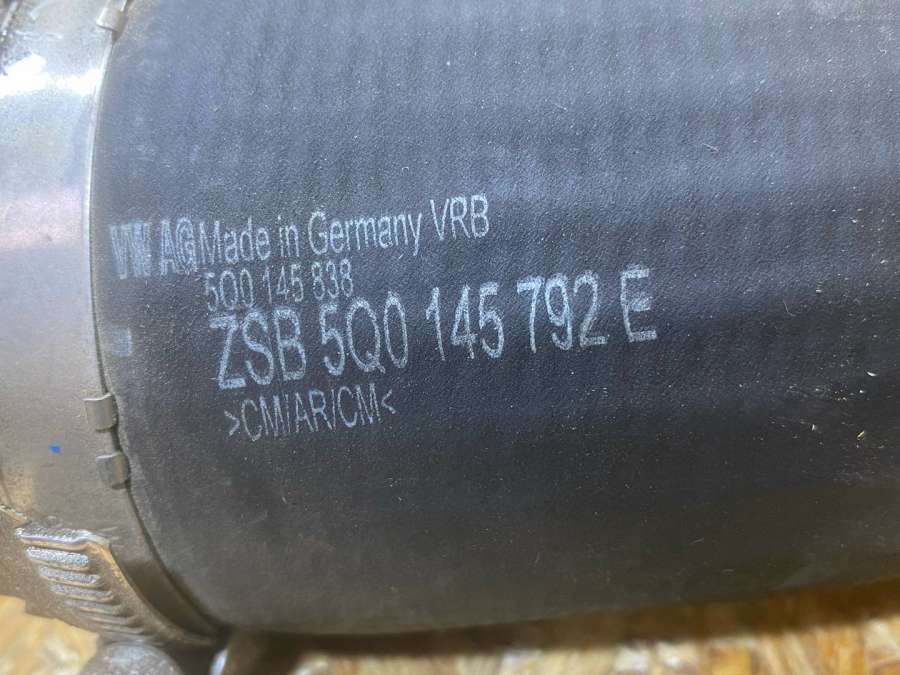 VW AG Made in Germany VRB
5Q0 145 838
ZSB 5Q0 145 792 E
>CM/AR/CM<